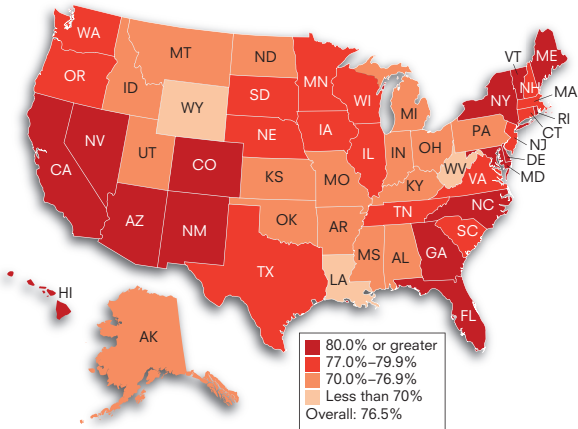 WA
OR
CA
NV
ID
MT
WY
UT
AZ
CO
NM
ND
SD
NE
KS
OK
TX
MN
IA
MO
AR
LA
WI
IL
MI
IN
OH
KY
TN
MS
AL
GA
FL
SC
NC
VA
WV
PA
NY
VT
NH
ME
MA
RI
CT
NJ
DE
MD
HI
AK
80.0% or greater
77.0%–79.9%
70.0%–76.9%
Less than 70%
Overall: 76.5%